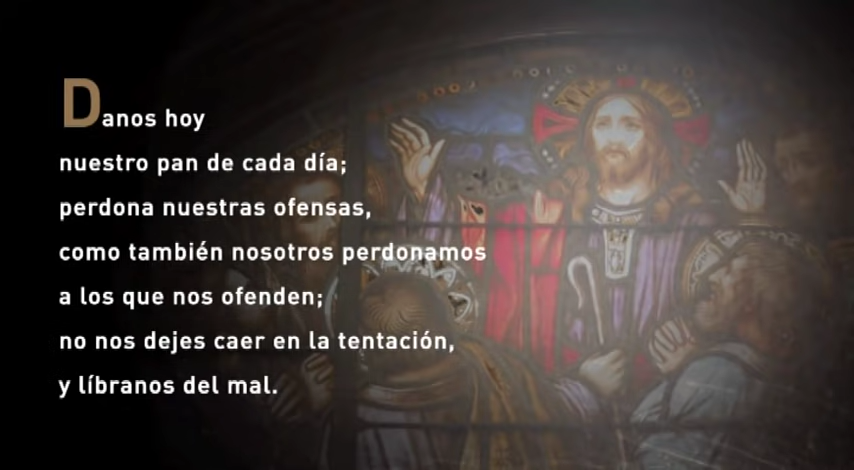 Danos hoy
nuestro pan de cada día;
perdona nuestras ofensas,
como también nosotros perdonamos
a los que nos ofenden;
no nos dejes caer en la tentación,
y líbranos del mal.